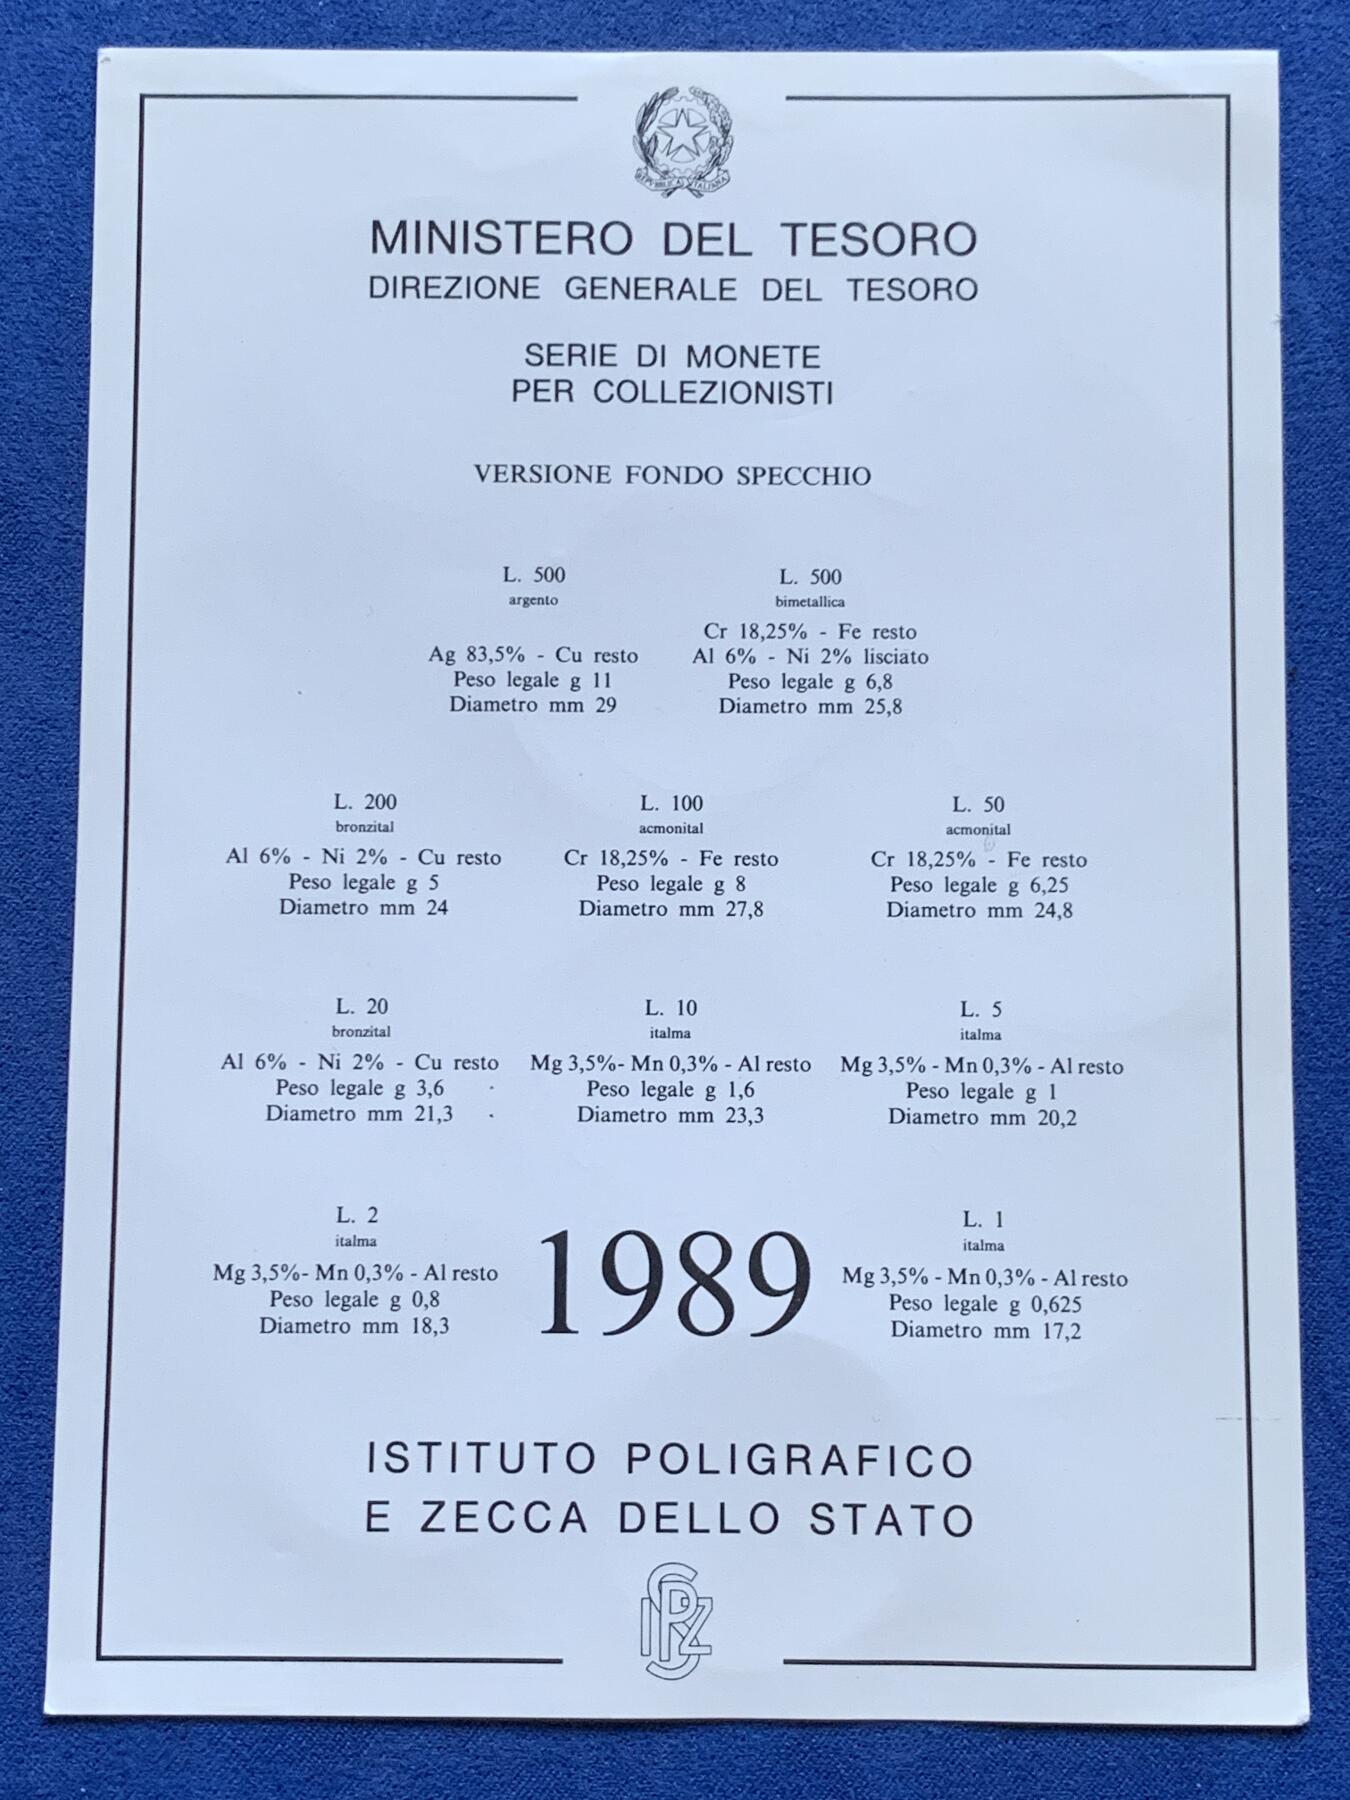 REPUBBLICA ITALIANA
MINISTERO DEL TESORO
DIREZIONE GENERALE DEL TESORO
SERIE DI MONETE
PER COLLEZIONISTI
VERSIONE FONDO SPECCHIO
L. 500
argento
Ag 83,5% - Cu resto
Peso legale g 11
Diametro mm 29
L. 500
bimetallica
Cr 18,25% - Fe resto
Al 6% - Ni 2% lisciato
Peso legale g 6,8
Diametro mm 25,8
L. 200
bronzital
Al 6% - Ni 2% - Cu resto
Peso legale g 5
Diametro mm 24
L. 100
acmonital
Cr 18,25% - Fe resto
Peso legale g 8
Diametro mm 27,8
L. 50
acmonital
Cr 18,25% - Fe resto
Peso legale g 6,25
Diametro mm 24,8
L. 20
bronzital
Al 6% - Ni 2% - Cu resto
Peso legale g 3,6
Diametro mm 21,3
L. 10
italma
Mg 3,5%- Mn 0,3% - Al resto
Peso legale g 1,6
Diametro mm 23,3
L. 5
italma
Mg 3,5% - Mn 0,3% - Al resto
Peso legale g 1
Diametro mm 20,2
L. 2
italma
Mg 3,5%- Mn 0,3% - Al resto
Peso legale g 0,8
Diametro mm 18,3
1989
L. 1
italma
Mg 3,5% - Mn 0,3% - Al resto
Peso legale g 0,625
Diametro mm 17,2
ISTITUTO POLIGRAFICO
E ZECCA DELLO STATO
IPZS